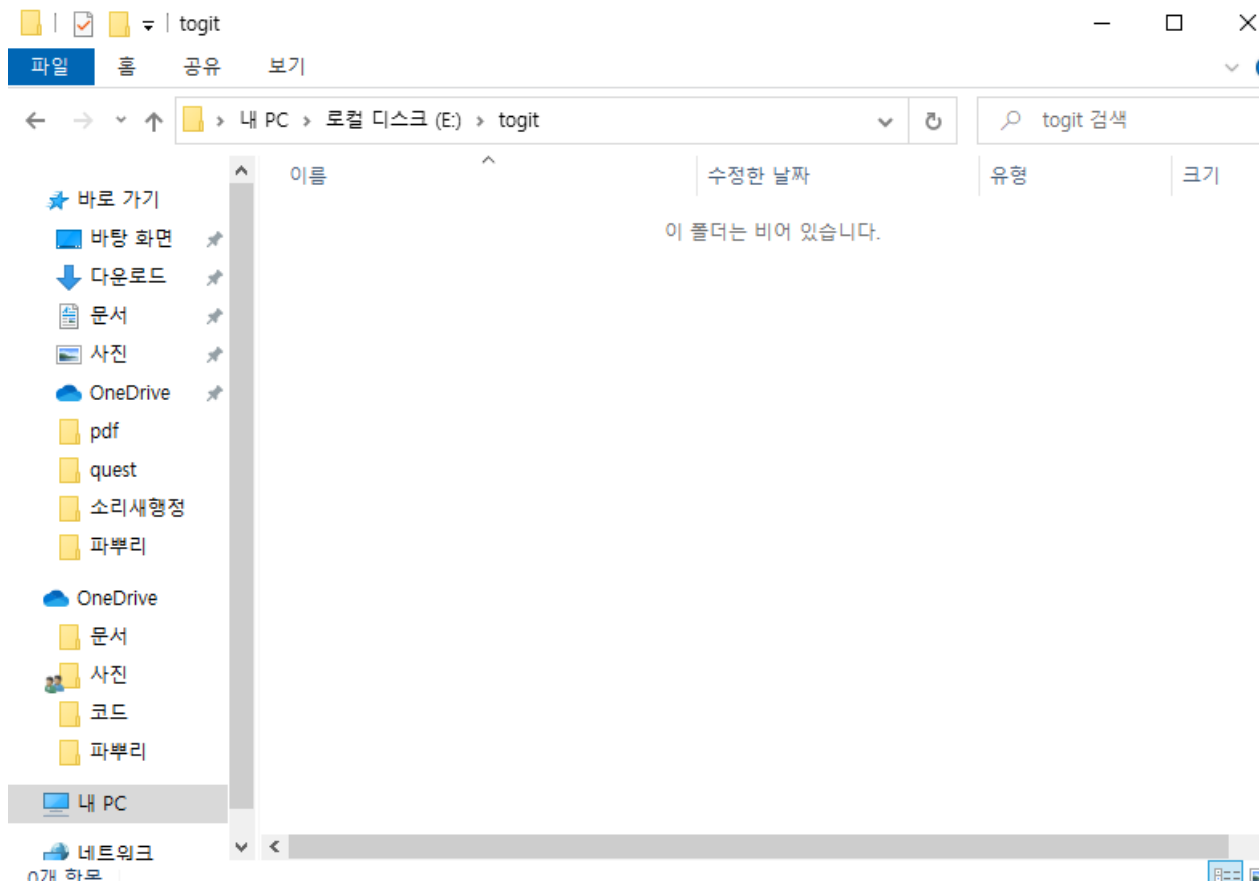 togit
파일 홈 공유 보기
내 PC 로컬 디스크 (E:) togit
togit 검색
이름 수정한 날짜 유형 크기
이 폴더는 비어 있습니다.
바로 가기
바탕 화면
다운로드
문서
사진
OneDrive
pdf
quest
소리새행정
파뿌리
OneDrive
문서
사진
코드
파뿌리
내 PC
네트워크
0개 항목